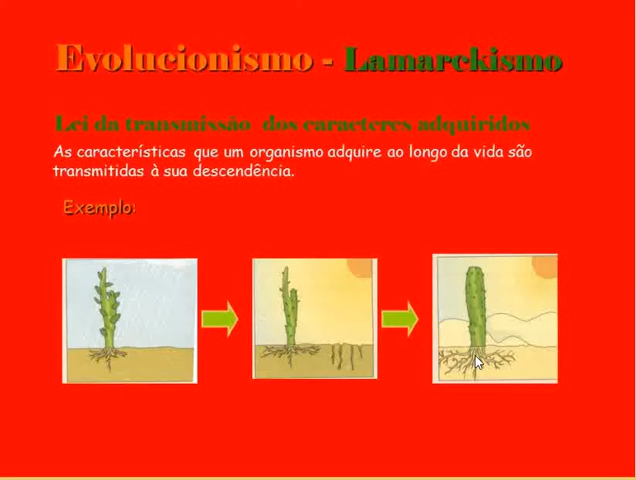 Evolucionismo - Lamarckismo
Lei da transmissão dos caracteres adquiridos
As características que um organismo adquire ao longo da vida são
transmitidas à sua descendência.
Exemplo: